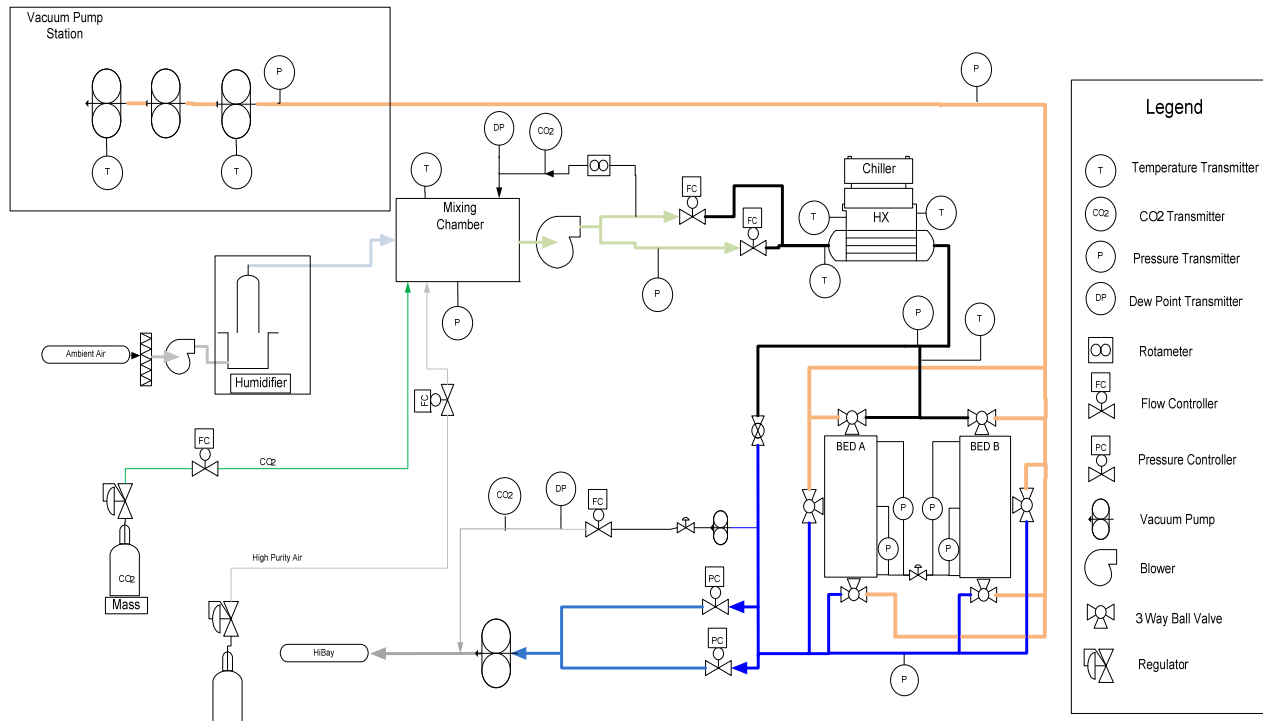 Vacuum Pump
Station
P
P
T
T
Legend
T
Temperature Transmitter
CO2
CO2 Transmitter
P
Pressure Transmitter
DP
Dew Point Transmitter
Rotameter
FC
Flow Controller
PC
Pressure Controller
Vacuum Pump
Blower
3 Way Ball Valve
Regulator
DP
CO2
T
Mixing
Chamber
P
FC
FC
P
Chiller
HX
T
T
T
P
T
Ambient Air
Humidifier
FC
FC
CO2
CO2
Mass
High Purity Air
CO2
DP
FC
BED A
BED B
P
P
P
P
PC
PC
HiBay
P